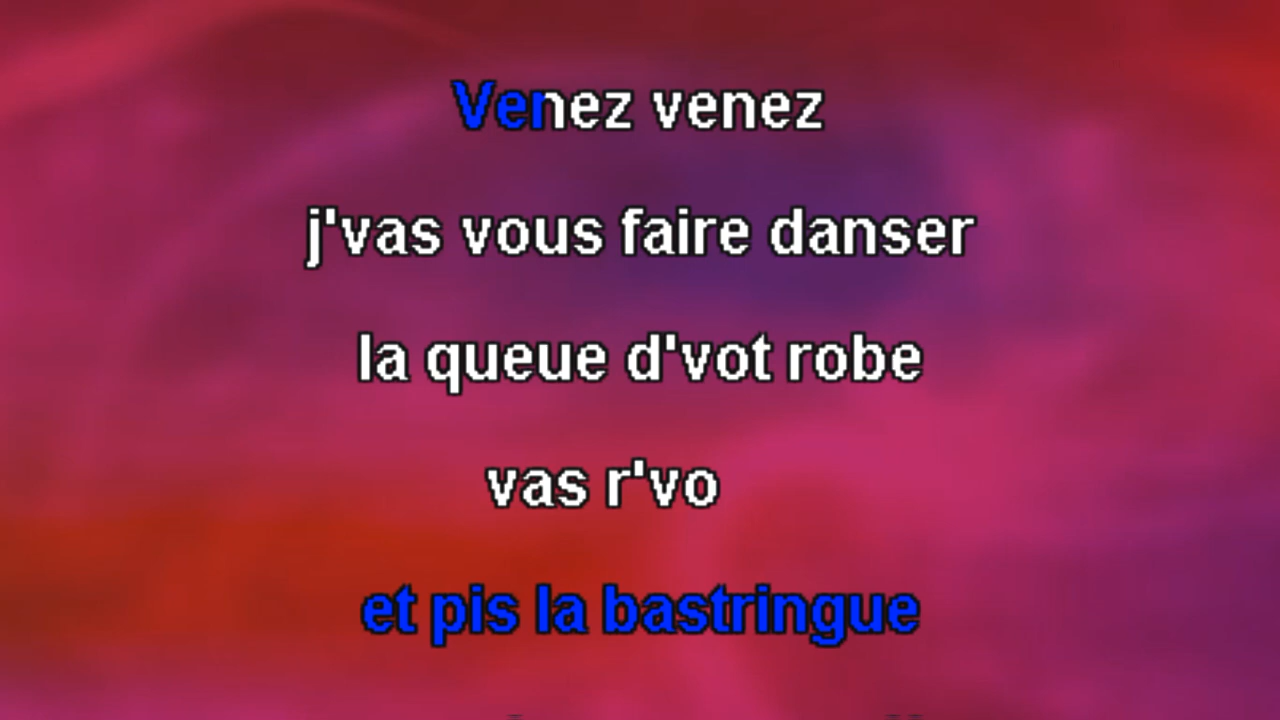 Venez venez
j'vas vous faire danser
la queue d'vot robe
vas r'vo
et pis la bastringue